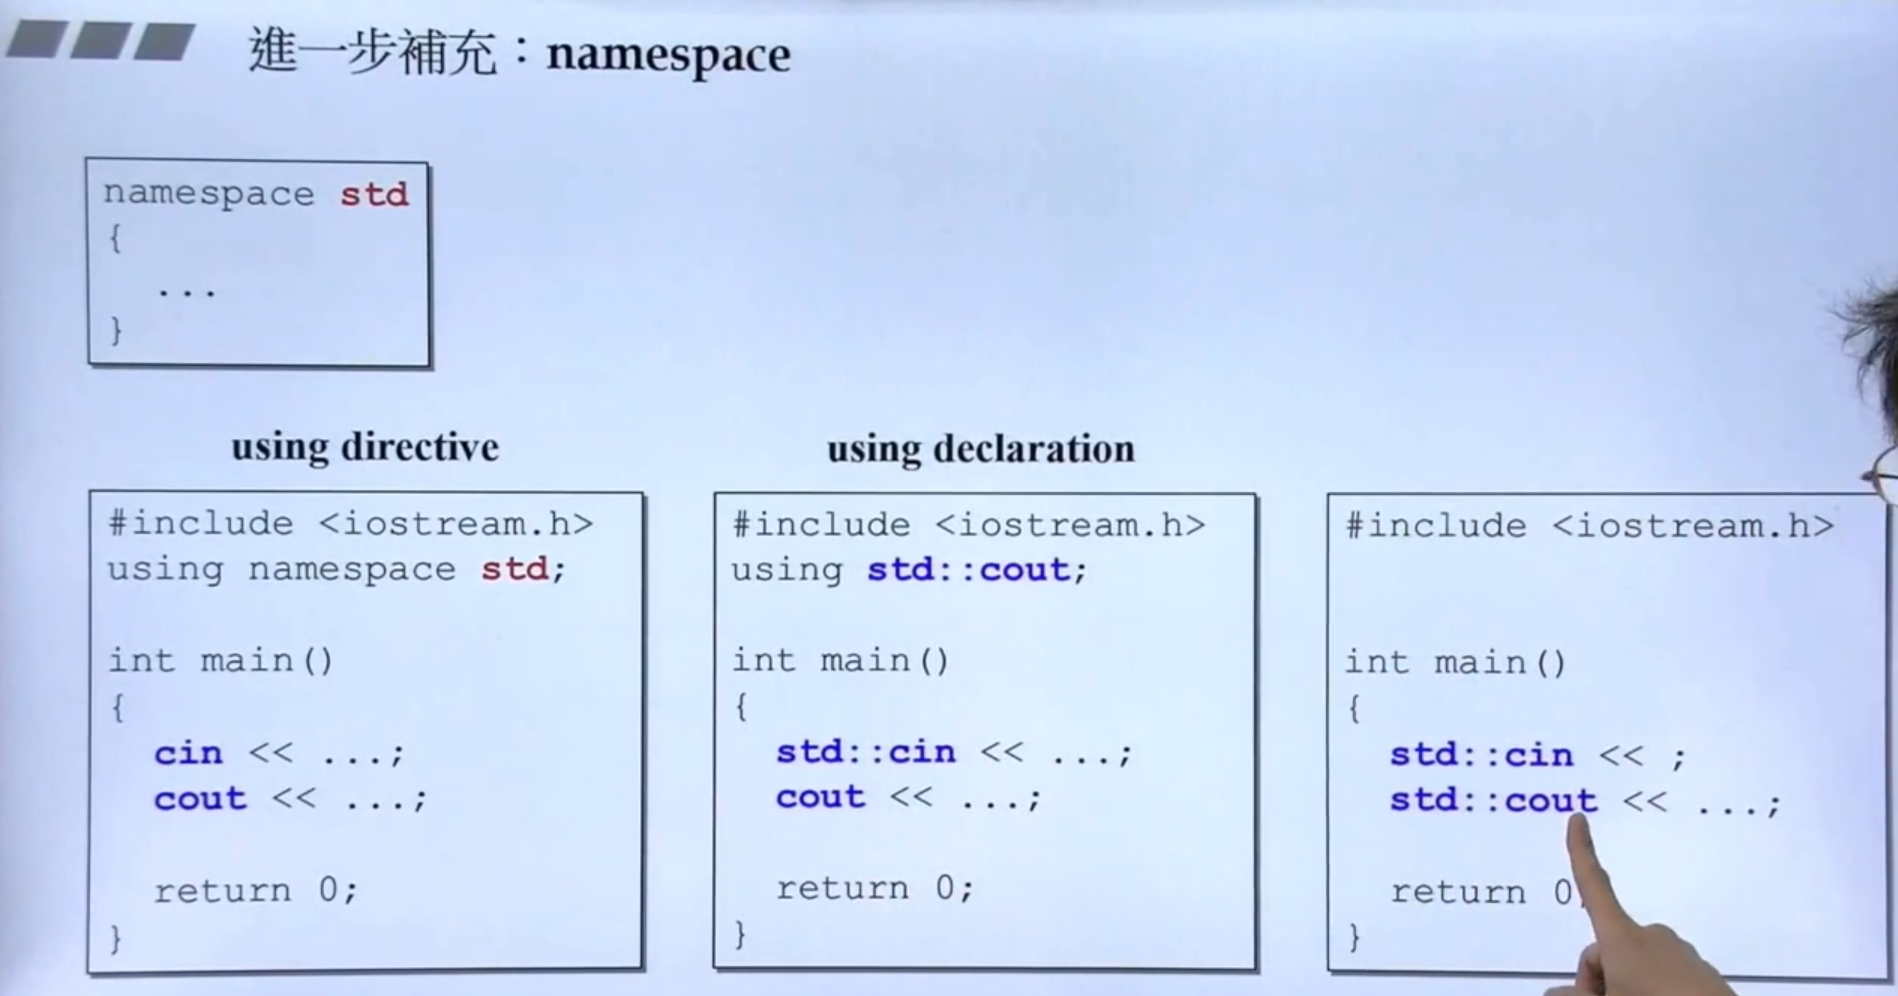 進一步補充：namespace
namespace std
{
...
}
using directive
#include <iostream.h>
using namespace std;
int main()
{
cin << ...;
cout << ...;
return 0;
}
using declaration
#include <iostream.h>
using std::cout;
int main()
{
std::cin << ...;
cout << ...;
return 0;
}
#include <iostream.h>
int main()
{
std::cin << ;
std::cout << ...;
return 0;
}